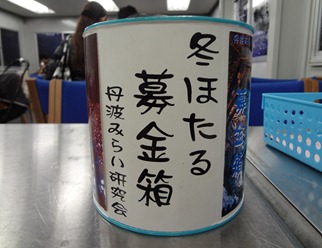 冬ほたる
募金箱
丹波みらい研究会